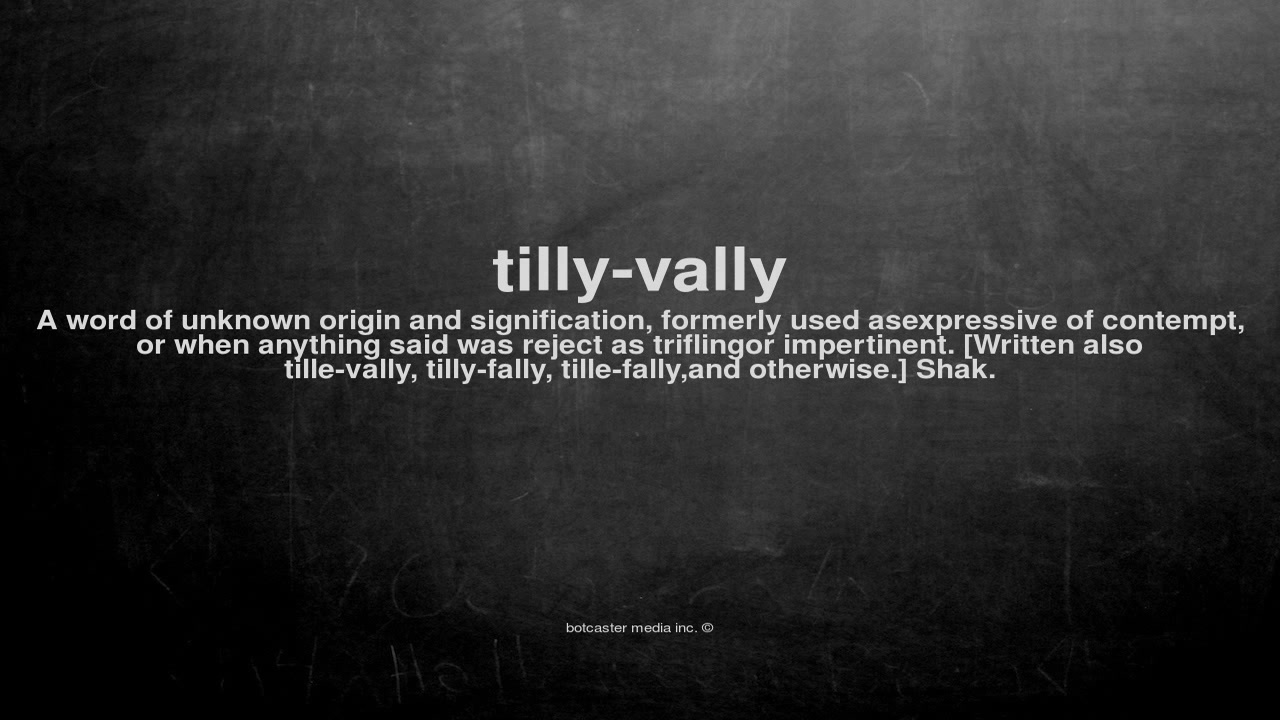 tilly-vally
A word of unknown origin and signification, formerly used asexpressive of contempt,
or when anything said was reject as triflingor impertinent. [Written also
tille-vally, tilly-fally, tille-fally,and otherwise.] Shak.
botcaster media inc. ©